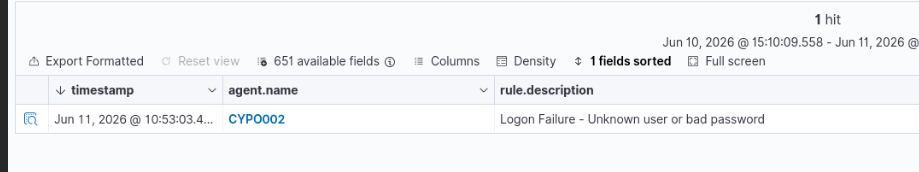 1 hit
Jun 10, 2026 @ 15:10:09.558 - Jun 11, 2026 @
Export Formatted Reset view 651 available fields Columns Density 1 fields sorted Full screen
timestamp agent.name rule.description
Jun 11, 2026 @ 10:53:03.4... CYPO002 Logon Failure - Unknown user or bad password